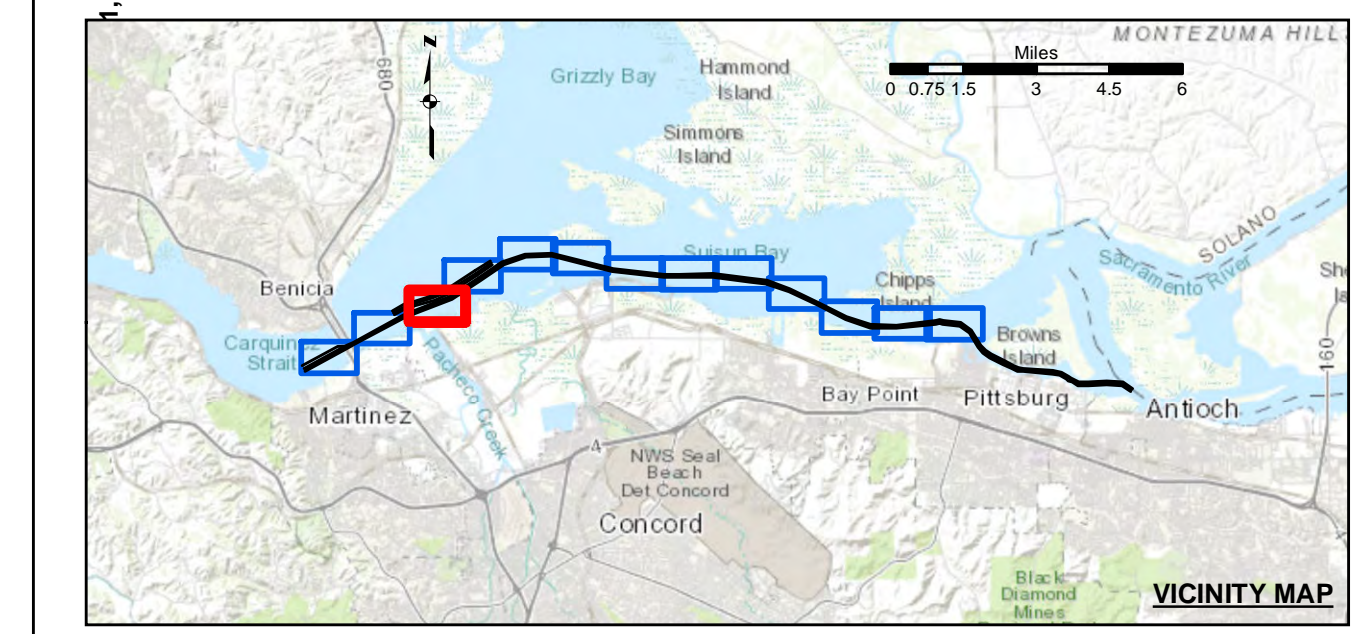 MONTEZUMA HILL
N
Miles
0 0.75 1.5 3 4.5 6
680
Grizzly Bay
Hammond
Island
Simmons
Island
SOLANO
Suisun Bay
Sacramento River
Chipps
Island
Benicia
Carquinez
Strait
Browns
Island
160
Pacheco Creek
Bay Point
Pittsburg
Antioch
Martinez
4
NWS Seal
Beach
Det Concord
Concord
Black
Diamond
Mines
VICINITY MAP